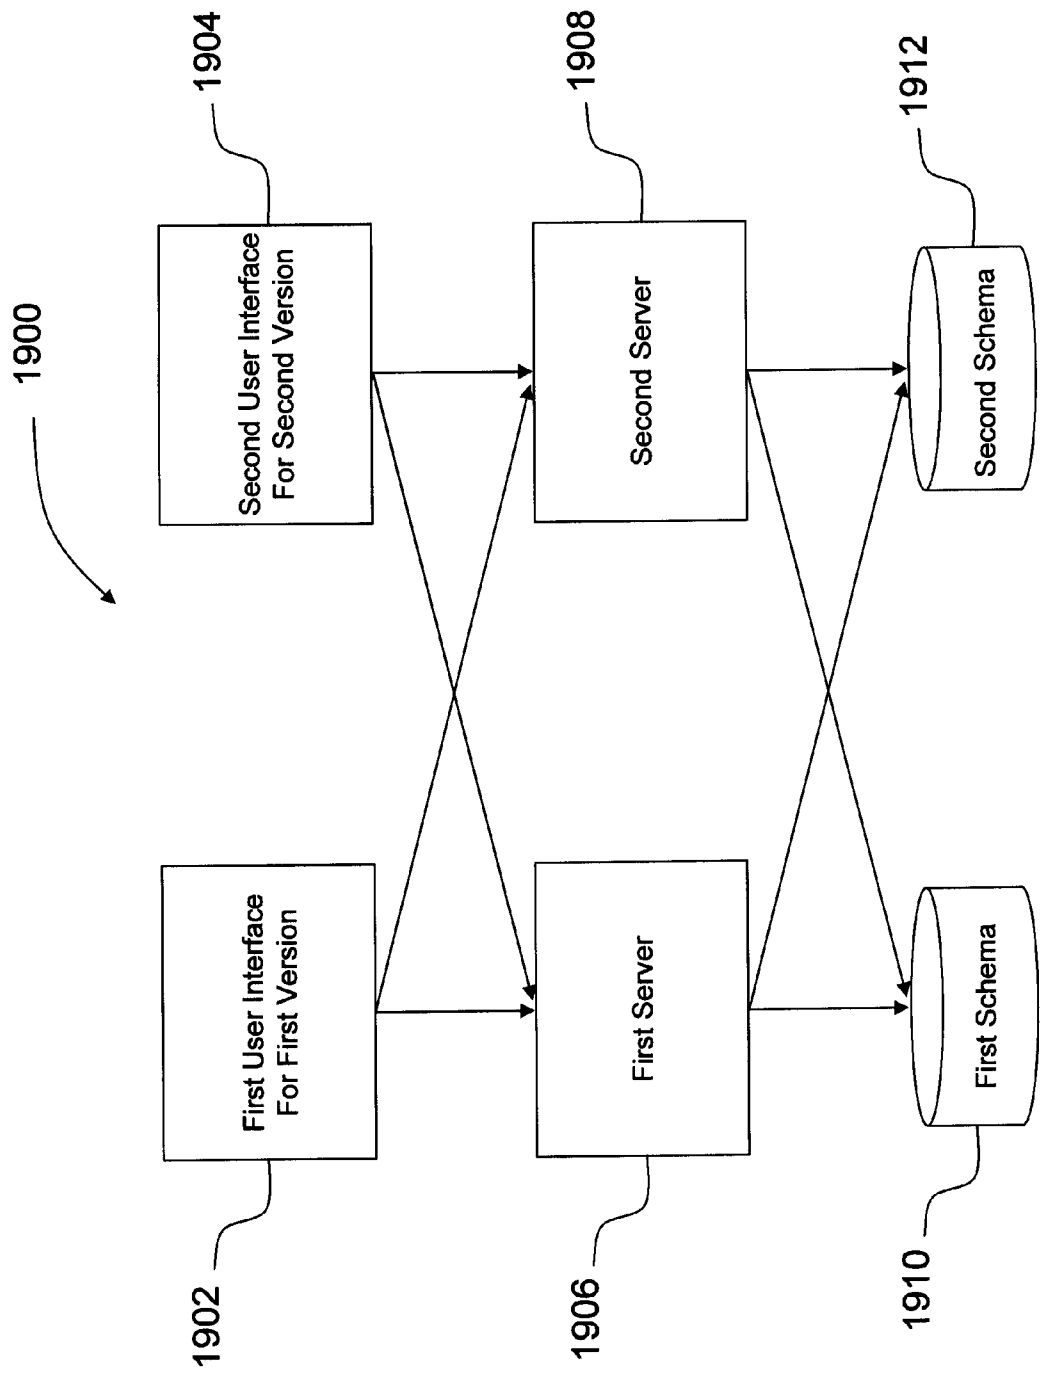 1900
1902
First User Interface
For First Version
Second User Interface
For Second Version
1904
1906
First Server
Second Server
1908
1910
First Schema
Second Schema
1912